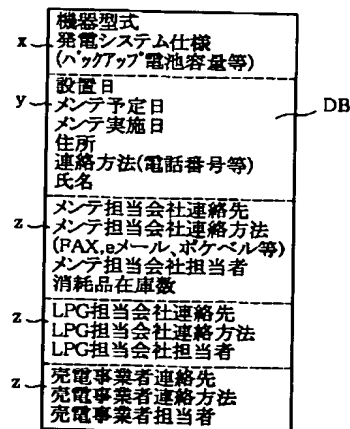 機器型式
x 発電システム仕様
(バックアップ電池容量等)
設置日
y メンテ予定日
DB
メンテ実施日
住所
連絡方法(電話番号等)
氏名
メンテ担当会社連絡先
z メンテ担当会社連絡方法
(FAX,eメール、ポケベル等)
メンテ担当会社担当者
消耗品在庫数
LPG担当会社連絡先
z LPG担当会社連絡方法
LPG担当会社担当者
売電事業者連絡先
z 売電事業者連絡方法
売電事業者担当者